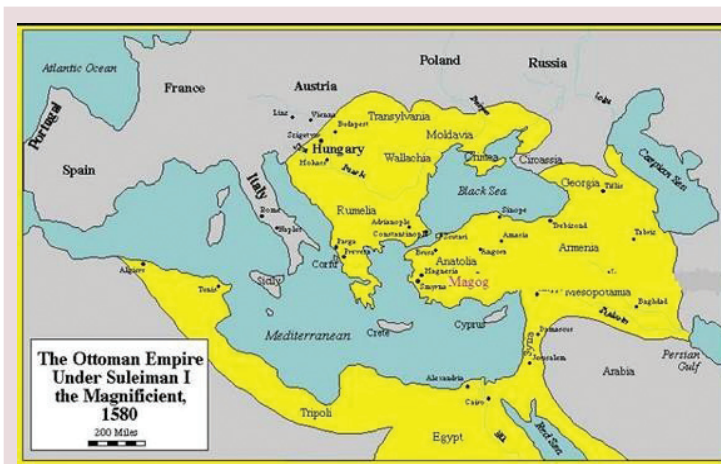 Atlantic Ocean
France
Austria
Poland
Russia
Portugal
Spain
Linz
Vienna
Budapest
Szigetvar
Hungary
Mohacs
Transylvania
Moldavia
Wallachia
Crimea
Circassia
Caspian Sea
Italy
Rome
Naples
Rumelia
Black Sea
Georgia
Tiflis
Adrianople
Constantinople
Scutari
Sinope
Trebizond
Parga
Preveza
Corfu
Brusa
Angora
Amasia
Armenia
Tabriz
Anatolia
Magnesia
Magog
Smyrna
Algiers
Tunis
Sicily
Mesopotamia
Baghdad
Mediterranean
Crete
Cyprus
Syria
Damascus
Jerusalem
Persian
Gulf
Arabia
Alexandria
Cairo
Tripoli
Egypt
Red Sea
The Ottoman Empire
Under Suleiman I
the Magnificient,
1580
200 Miles